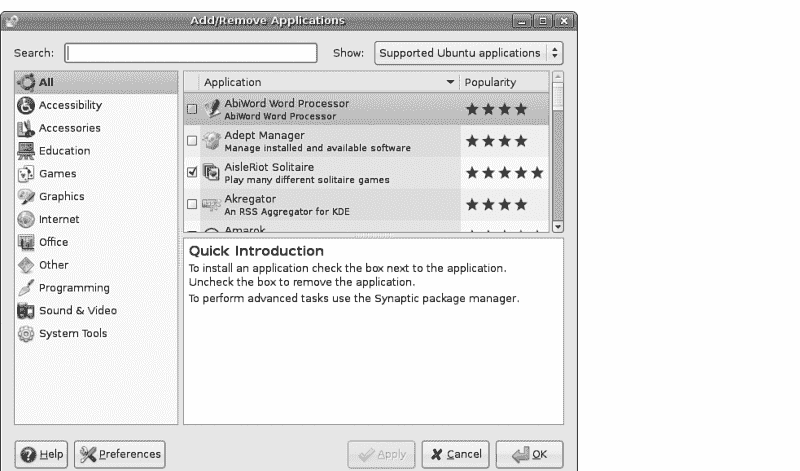 Add/Remove Applications
Search:
Show: Supported Ubuntu applications
All
Accessibility
Accessories
Education
Games
Graphics
Internet
Office
Other
Programming
Sound & Video
System Tools
Application Popularity
AbiWord Word Processor
AbiWord Word Processor
Adept Manager
Manage installed and available software
AisleRiot Solitaire
Play many different solitaire games
Akregator
An RSS Aggregator for KDE
Amarok
Quick Introduction
To install an application check the box next to the application.
Uncheck the box to remove the application.
To perform advanced tasks use the Synaptic package manager.
Help
Preferences
Apply
Cancel
OK